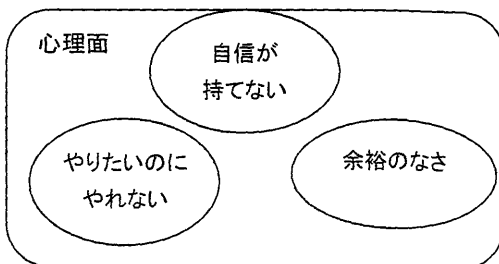 心理面
自信が
持てない
やりたいのに
やれない
余裕のなさ